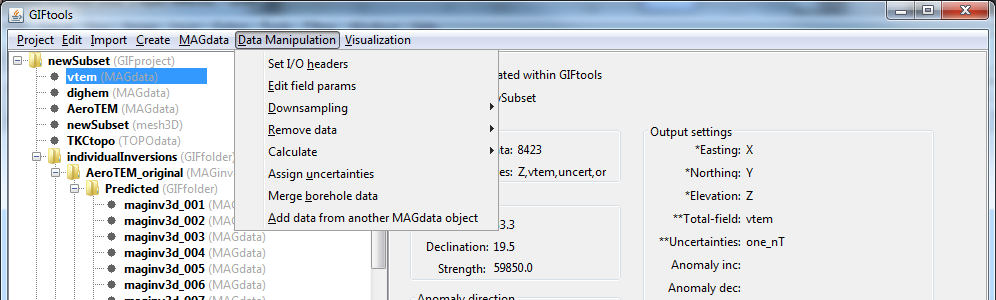 GIFtools
Project Edit Import Create MAGdata Data Manipulation Visualization
newSubset (GIFproject)
vtem (MAGdata)
dighem (MAGdata)
AeroTEM (MAGdata)
newSubset (mesh3D)
TKCtopo (TOPOdata)
individualInversions (GIFfolder)
AeroTEM_original (MAGinv
Predicted (GIFfolder)
maginv3d_001 (MAGdata)
maginv3d_002 (MAGdata)
maginv3d_003 (MAGdata)
maginv3d_004 (MAGdata)
maginv3d_005 (MAGdata)
maginv3d_006 (MAGdata)
maginv3d_007 (MAGdata)
Set I/O headers
Edit field params
Downsampling
Remove data
Calculate
Assign uncertainties
Merge borehole data
Add data from another MAGdata object
ated within GIFtools
wSubset
ta: 8423
es: Z,vtem,uncert,or
3.3
Declination: 19.5
Strength: 59850.0
Anomaly direction
Output settings
*Easting: X
*Northing: Y
*Elevation: Z
**Total-field: vtem
**Uncertainties: one_nT
Anomaly inc:
Anomaly dec: